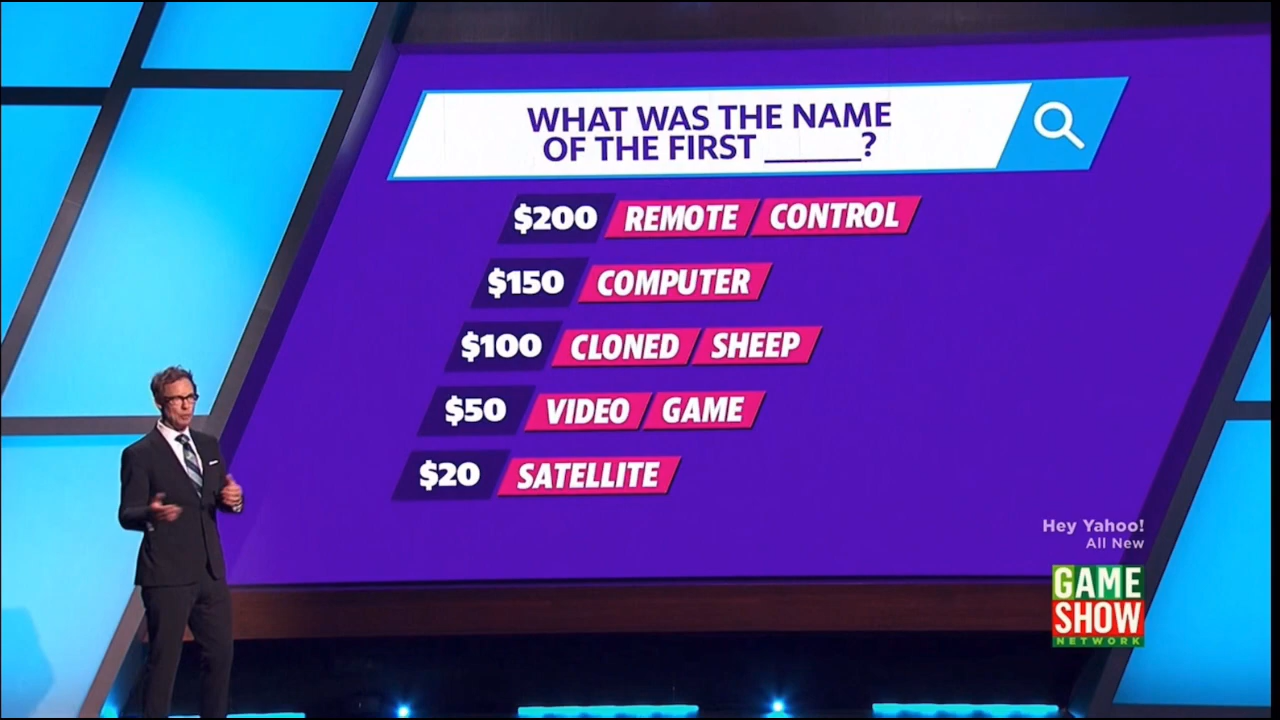 WHAT WAS THE NAME
OF THE FIRST _____?
$200 REMOTE CONTROL
$150 COMPUTER
$100 CLONED SHEEP
$50 VIDEO GAME
$20 SATELLITE
Hey Yahoo!
All New
GAME
SHOW
NETWORK